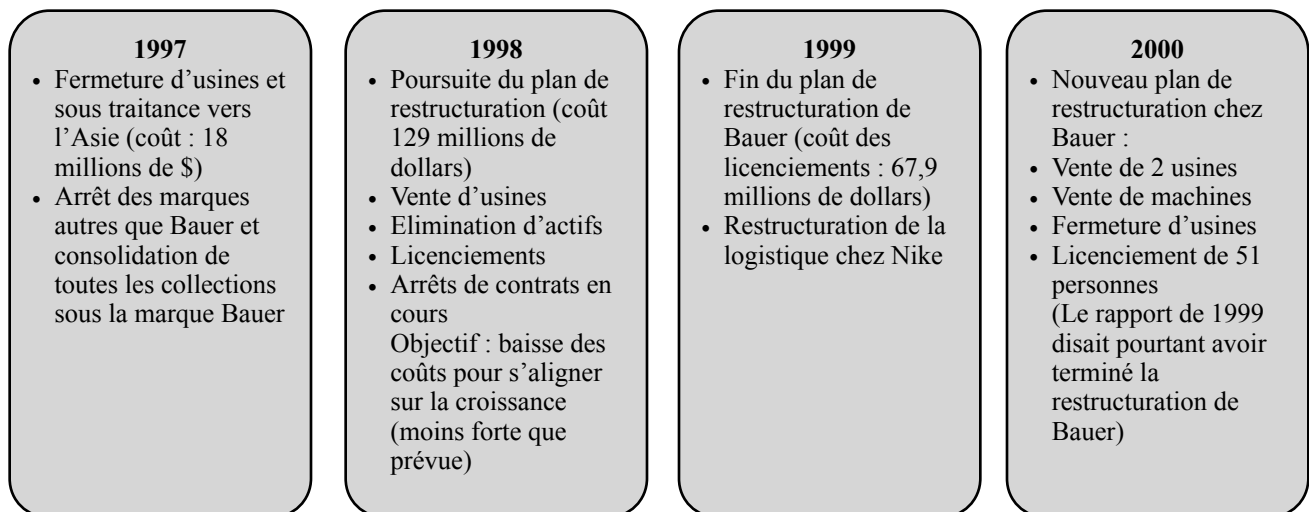 1997
• Fermeture d’usines et
sous traitance vers
l’Asie (coût : 18
millions de $)
• Arrêt des marques
autres que Bauer et
consolidation de
toutes les collections
sous la marque Bauer
1998
• Poursuite du plan de
restructuration (coût
129 millions de
dollars)
• Vente d’usines
• Elimination d’actifs
• Licenciements
• Arrêts de contrats en
cours
Objectif : baisse des
coûts pour s’aligner
sur la croissance
(moins forte que
prévue)
1999
• Fin du plan de
restructuration de
Bauer (coût des
licenciements : 67,9
millions de dollars)
• Restructuration de la
logistique chez Nike
2000
• Nouveau plan de
restructuration chez
Bauer :
• Vente de 2 usines
• Vente de machines
• Fermeture d’usines
• Licenciement de 51
personnes
(Le rapport de 1999
disait pourtant avoir
terminé la
restructuration de
Bauer)